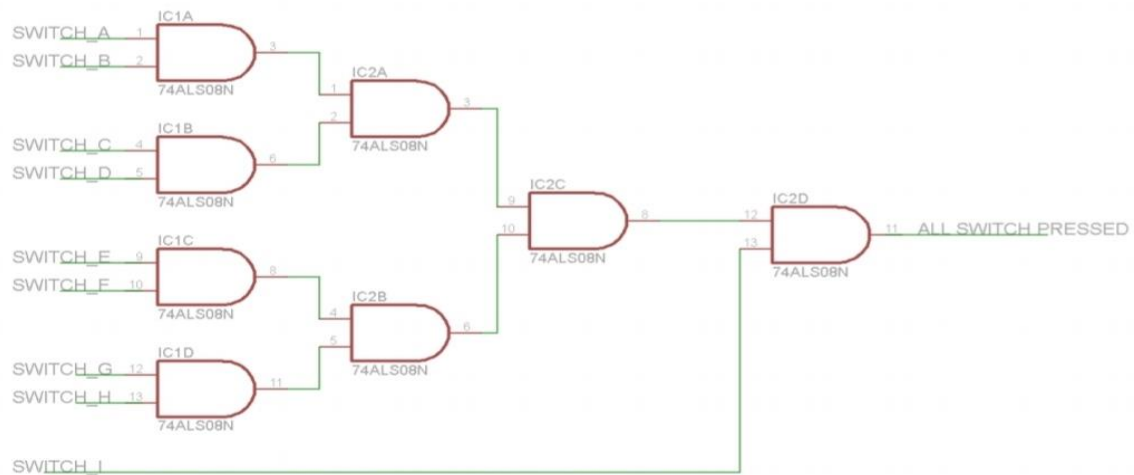 IC1A
SWITCH_A 1
3
SWITCH_B 2
74ALS08N
IC2A
1
3
2
74ALS08N
IC1B
SWITCH_C 4
6
SWITCH_D 5
74ALS08N
IC2C
9
8
10
74ALS08N
IC2D
12
11 ALL SWITCH PRESSED
13
74ALS08N
IC1C
SWITCH_E 9
8
SWITCH_F 10
74ALS08N
IC2B
4
6
5
74ALS08N
IC1D
SWITCH_G 12
11
SWITCH_H 13
74ALS08N
SWITCH_I